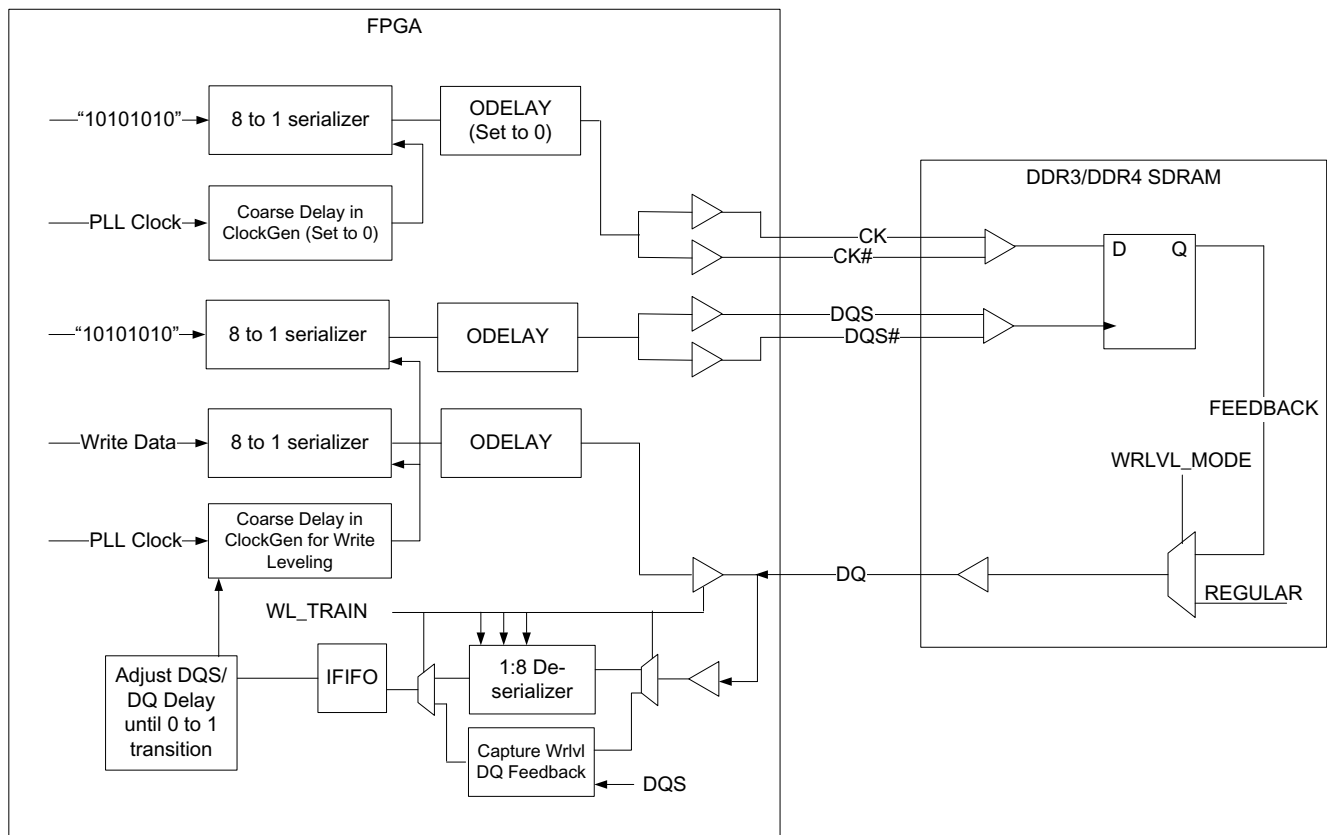 FPGA
“10101010”
8 to 1 serializer
ODELAY
(Set to 0)
PLL Clock
Coarse Delay in
ClockGen (Set to 0)
CK
CK#
DDR3/DDR4 SDRAM
D
Q
“10101010”
8 to 1 serializer
ODELAY
DQS
DQS#
Write Data
8 to 1 serializer
ODELAY
FEEDBACK
WRLVL_MODE
PLL Clock
Coarse Delay in
ClockGen for Write
Leveling
DQ
REGULAR
WL_TRAIN
Adjust DQS/
DQ Delay
until 0 to 1
transition
IFIFO
1:8 De-
serializer
Capture Wrlvl
DQ Feedback
DQS